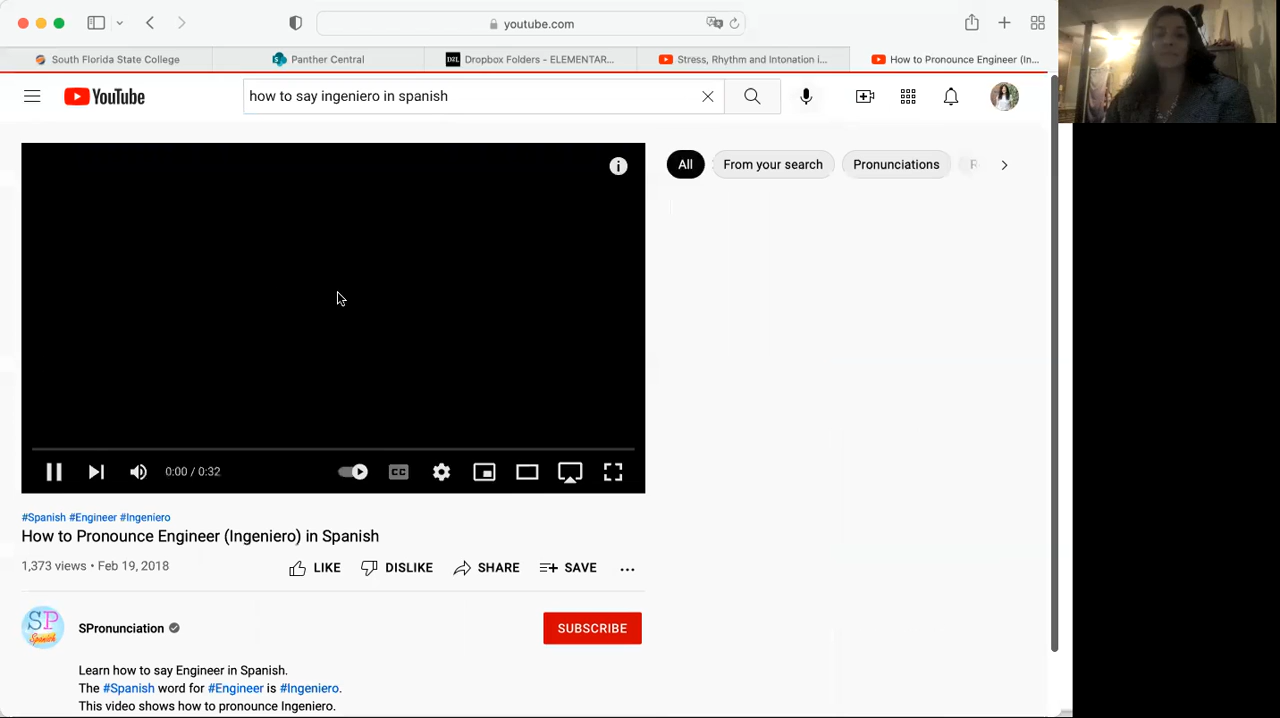 youtube.com
South Florida State College
Panther Central
DZL Dropbox Folders - ELEMENTAR...
Stress, Rhythm and Intonation i...
How to Pronounce Engineer (In...
YouTube
how to say ingeniero in spanish
All
From your search
Pronunciations
R
0:00 / 0:32
CC
#Spanish #Engineer #Ingeniero
How to Pronounce Engineer (Ingeniero) in Spanish
1,373 views • Feb 19, 2018
LIKE
DISLIKE
SHARE
SAVE
SP
Spanish
SPronunciation
SUBSCRIBE
Learn how to say Engineer in Spanish.
The #Spanish word for #Engineer is #Ingeniero.
This video shows how to pronounce Ingeniero.